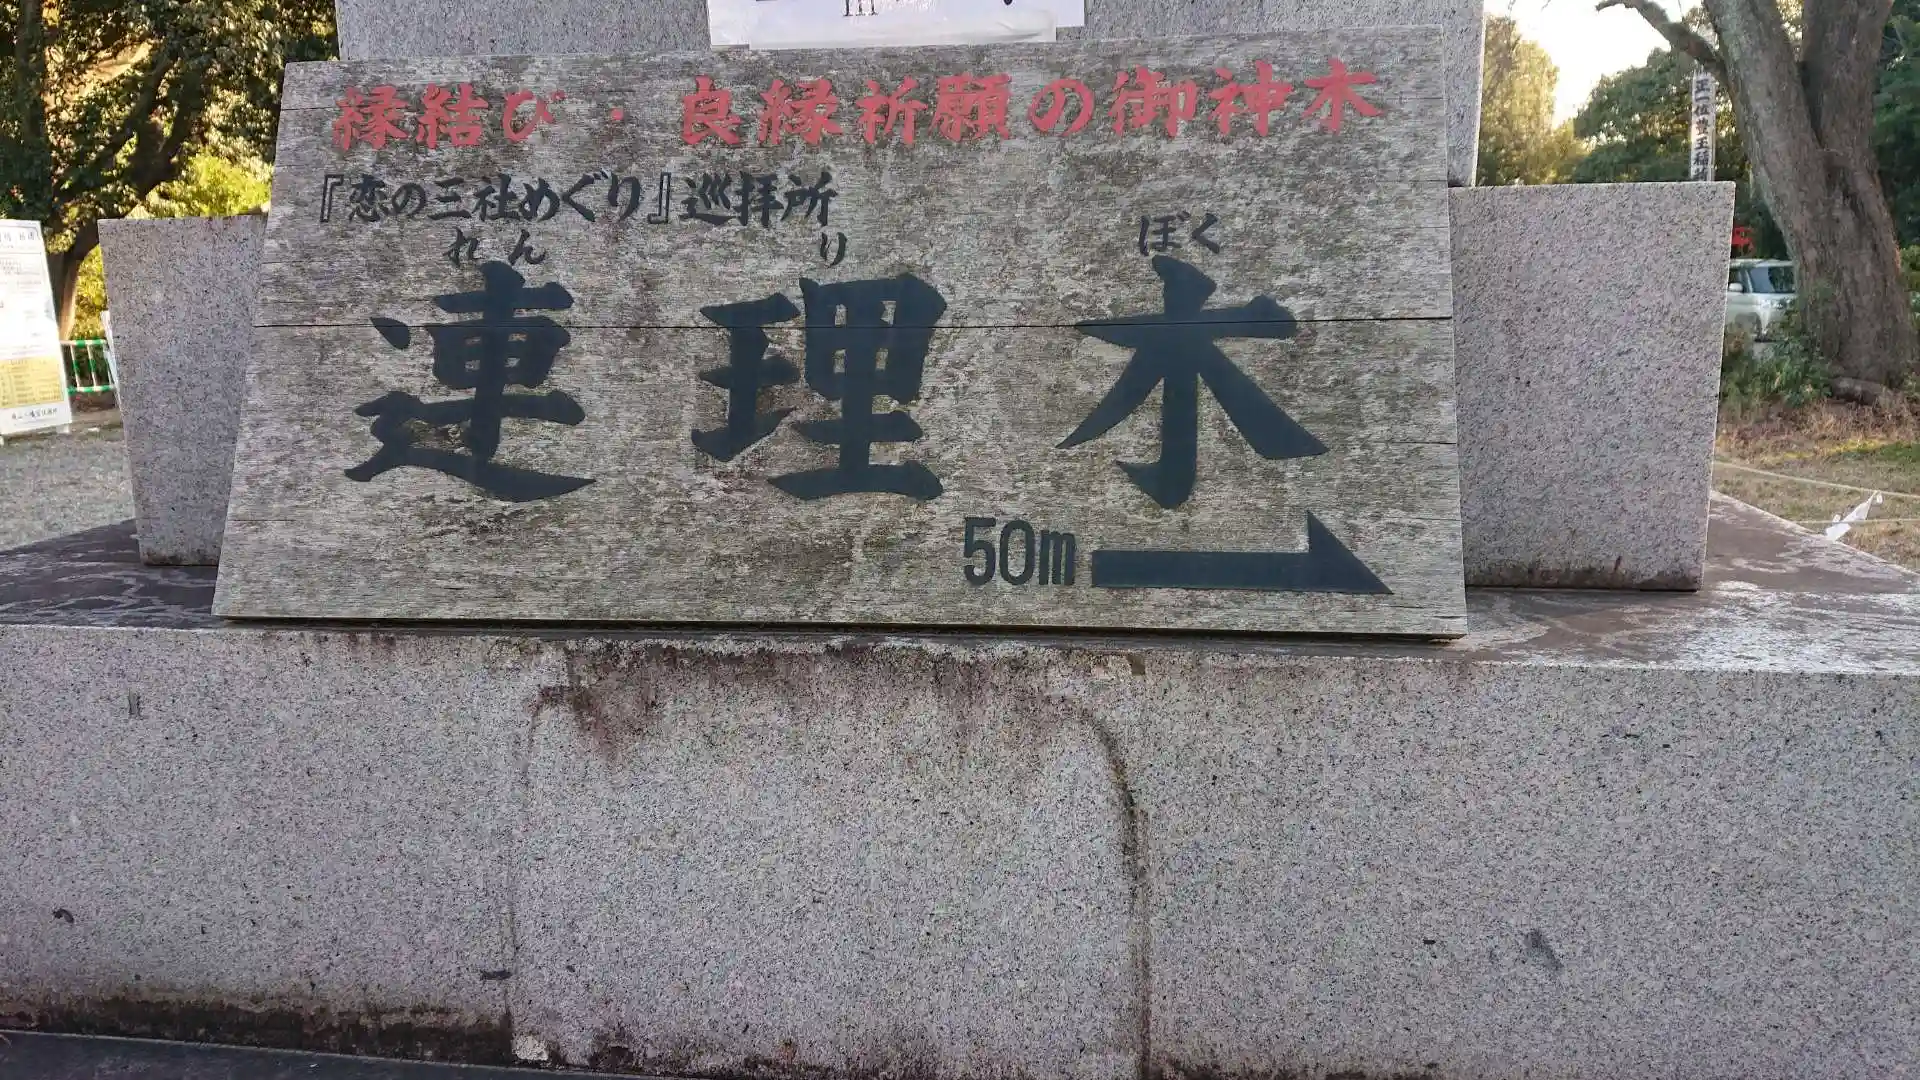 縁結び・良縁祈願の御神木
『恋の三社めぐり』巡拝所
れん り ぼく
連理木
50m